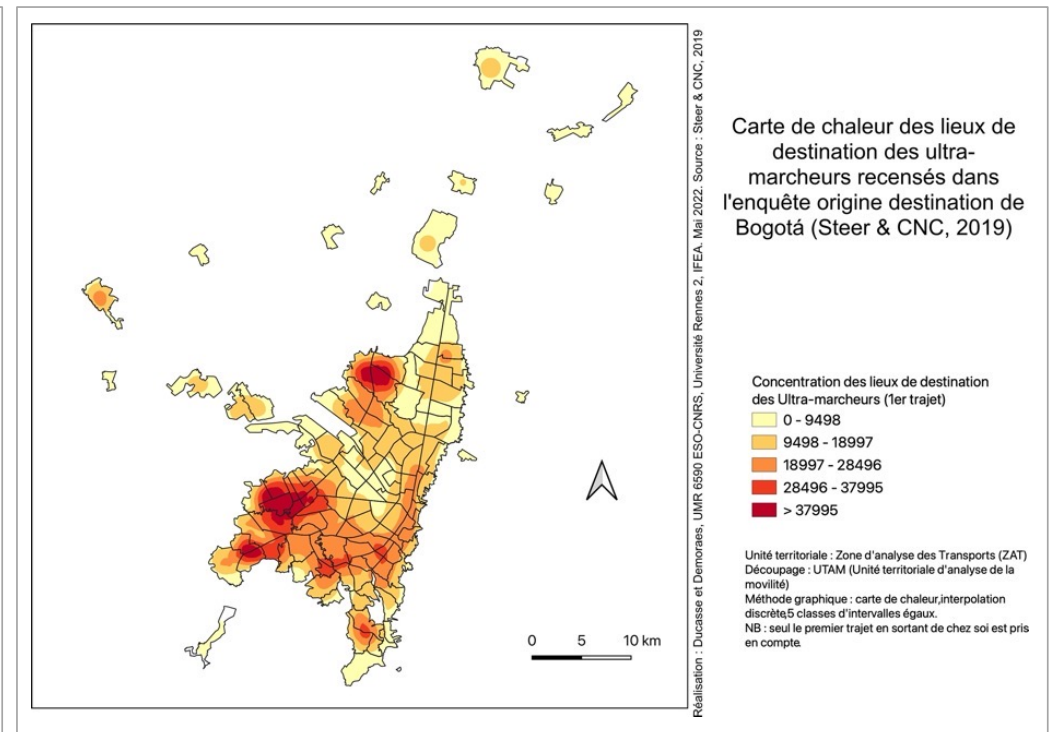 Carte de chaleur des lieux de
destination des ultra-
marcheurs recensés dans
l'enquête origine destination de
Bogotá (Steer & CNC, 2019)
Réalisation : Ducasse et Demoraes, UMR 6590 ESO-CNRS, Université Rennes 2, IFEA. Mai 2022. Source : Steer & CNC, 2019
Concentration des lieux de destination
des Ultra-marcheurs (1er trajet)
0 - 9498
9498 - 18997
18997 - 28496
28496 - 37995
> 37995
Unité territoriale : Zone d'analyse des Transports (ZAT)
Découpage : UTAM (Unité territoriale d'analyse de la
movilité)
Méthode graphique : carte de chaleur,interpolation
discrète,5 classes d'intervalles égaux.
NB : seul le premier trajet en sortant de chez soi est pris
en compte.
0 5 10 km